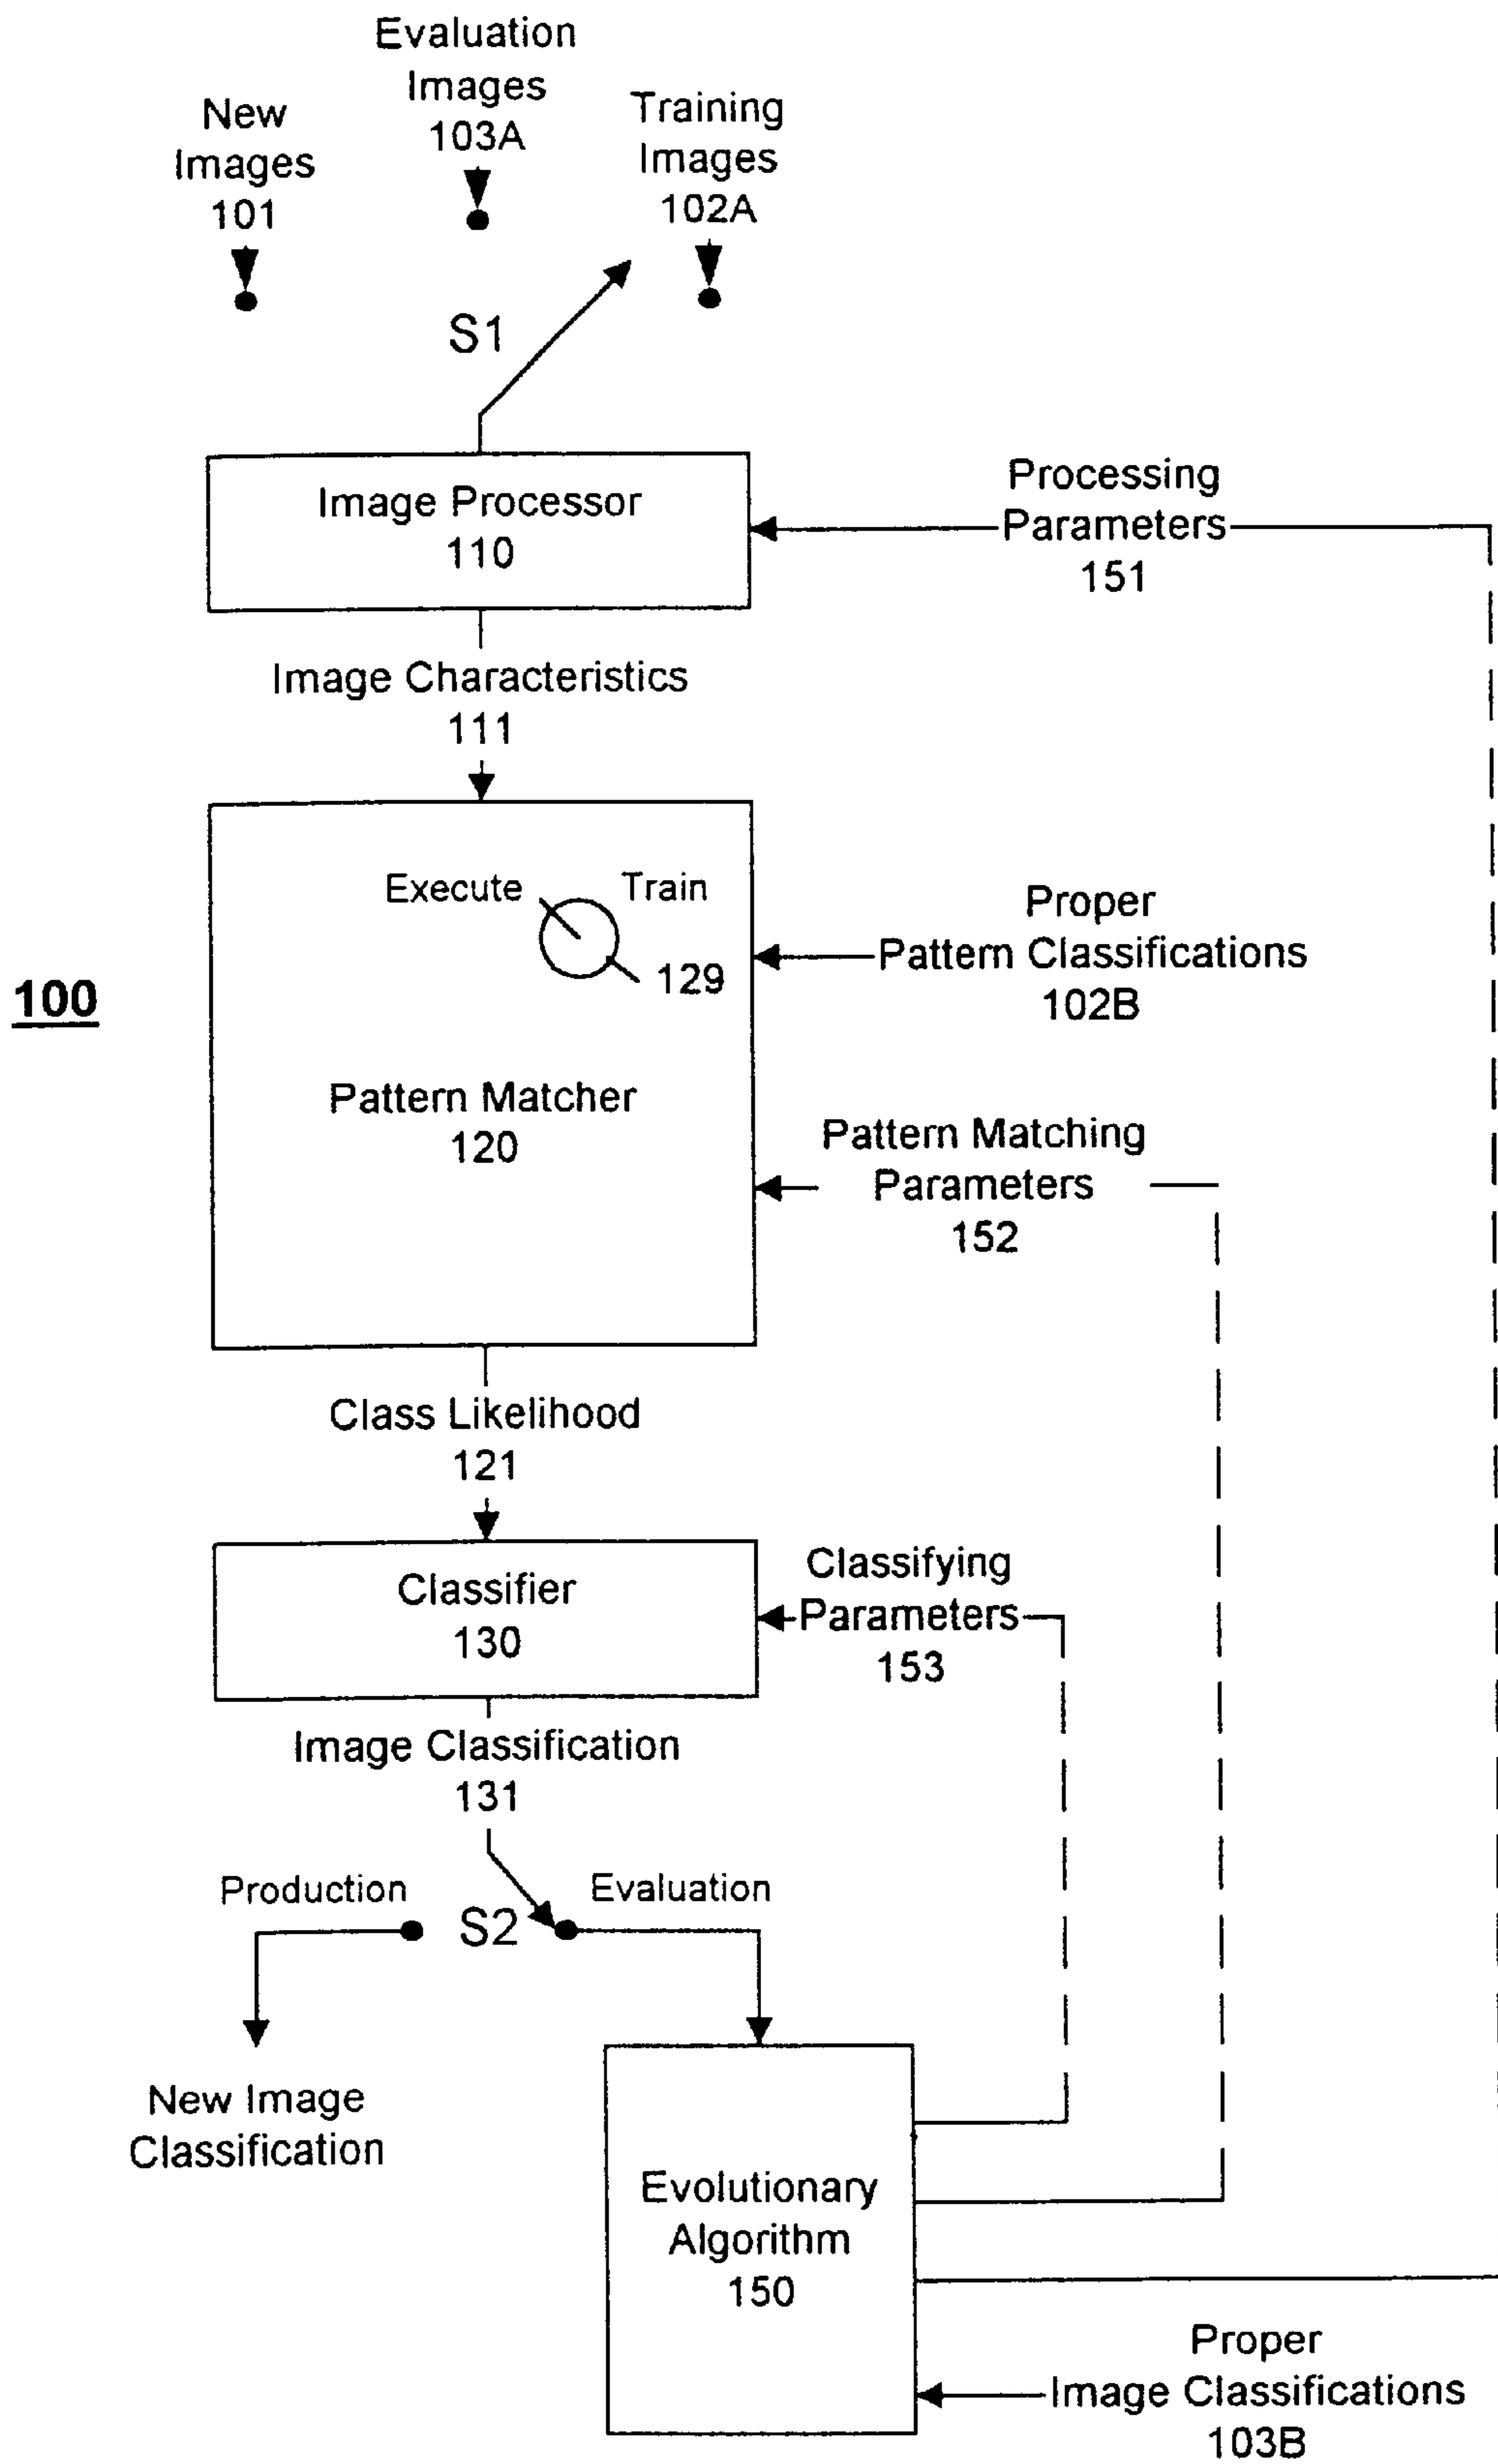 Evaluation
Images
103A
New
Images
101
Training
Images
102A
S1
Image Processor
110
Processing
Parameters
151
Image Characteristics
111
Execute
Train
129
Proper
Pattern Classifications
102B
100
Pattern Matcher
120
Pattern Matching
Parameters
152
Class Likelihood
121
Classifier
130
Classifying
Parameters
153
Image Classification
131
Production
S2
Evaluation
New Image
Classification
Evolutionary
Algorithm
150
Proper
Image Classifications
103B